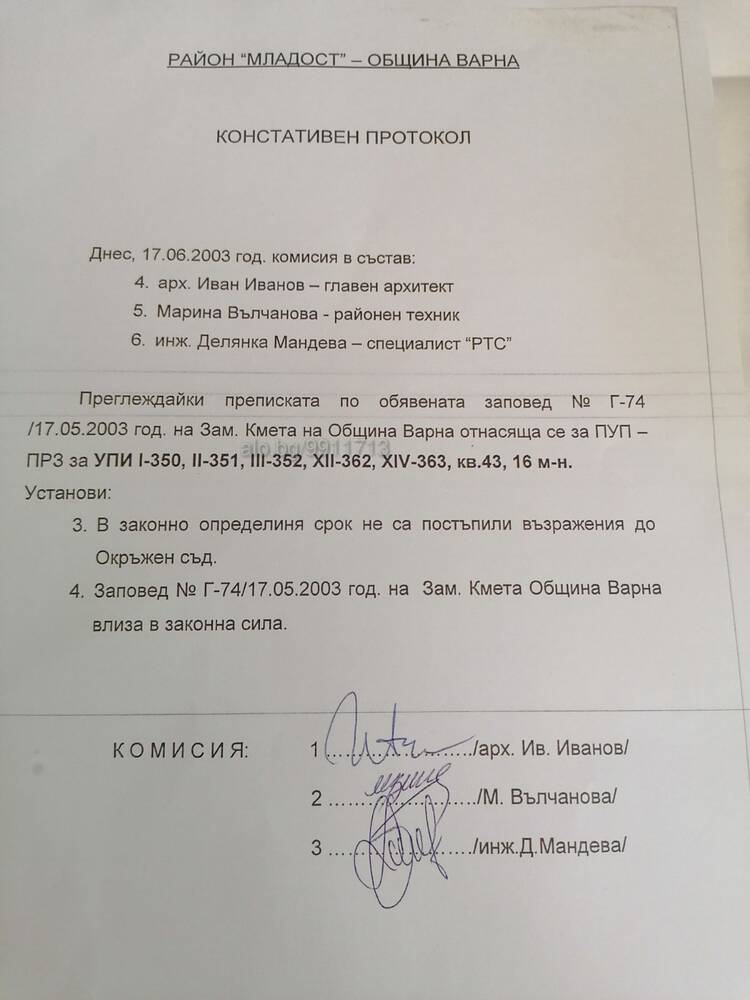 РАЙОН “МЛАДОСТ” – ОБЩИНА ВАРНА
КОНСТАТИВЕН ПРОТОКОЛ
Днес, 17.06.2003 год. комисия в състав:
4. арх. Иван Иванов – главен архитект
5. Марина Вълчанова - районен техник
6. инж. Делянка Мандева – специалист “РТС”
Преглеждайки преписката по обявената заповед № Г-74
/17.05.2003 год. на Зам. Кмета на Община Варна отнасяща се за ПУП –
alo.bg/9911713
ПРЗ за УПИ I-350, II-351, III-352, XII-362, XIV-363, кв.43, 16 м-н.
Установи:
3. В законно определиня срок не са постъпили възражения до
Окръжен съд.
4. Заповед № Г-74/17.05.2003 год. на Зам. Кмета Община Варна
влиза в законна сила.
КОМИСИЯ: 1 ........................../арх. Ив. Иванов/
2 ........................../М. Вълчанова/
3 ........................../инж.Д.Мандева/